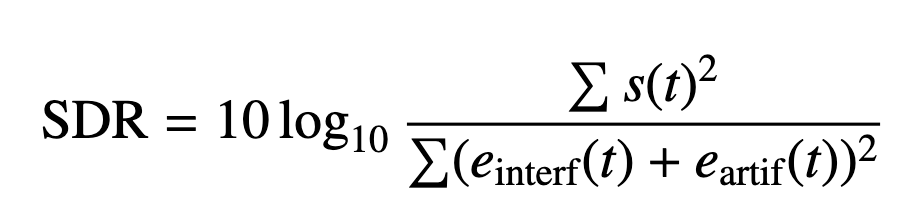 SDR = 10 log₁₀ ∑ s(t)² / ∑(e_interf(t) + e_artif(t))²